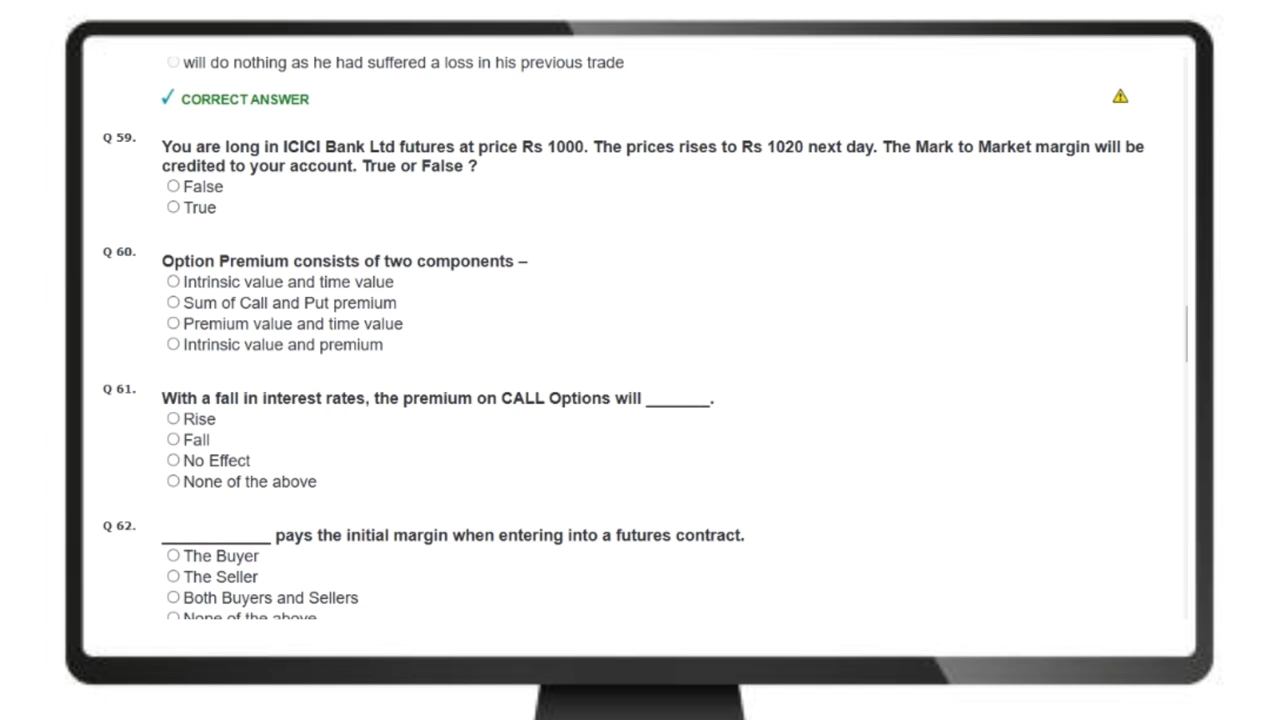 will do nothing as he had suffered a loss in his previous trade
✓ CORRECT ANSWER
Q 59.
You are long in ICICI Bank Ltd futures at price Rs 1000. The prices rises to Rs 1020 next day. The Mark to Market margin will be
credited to your account. True or False ?
False
True
Q 60.
Option Premium consists of two components –
Intrinsic value and time value
Sum of Call and Put premium
Premium value and time value
Intrinsic value and premium
Q 61.
With a fall in interest rates, the premium on CALL Options will _______.
Rise
Fall
No Effect
None of the above
Q 62.
____________ pays the initial margin when entering into a futures contract.
The Buyer
The Seller
Both Buyers and Sellers
None of the above